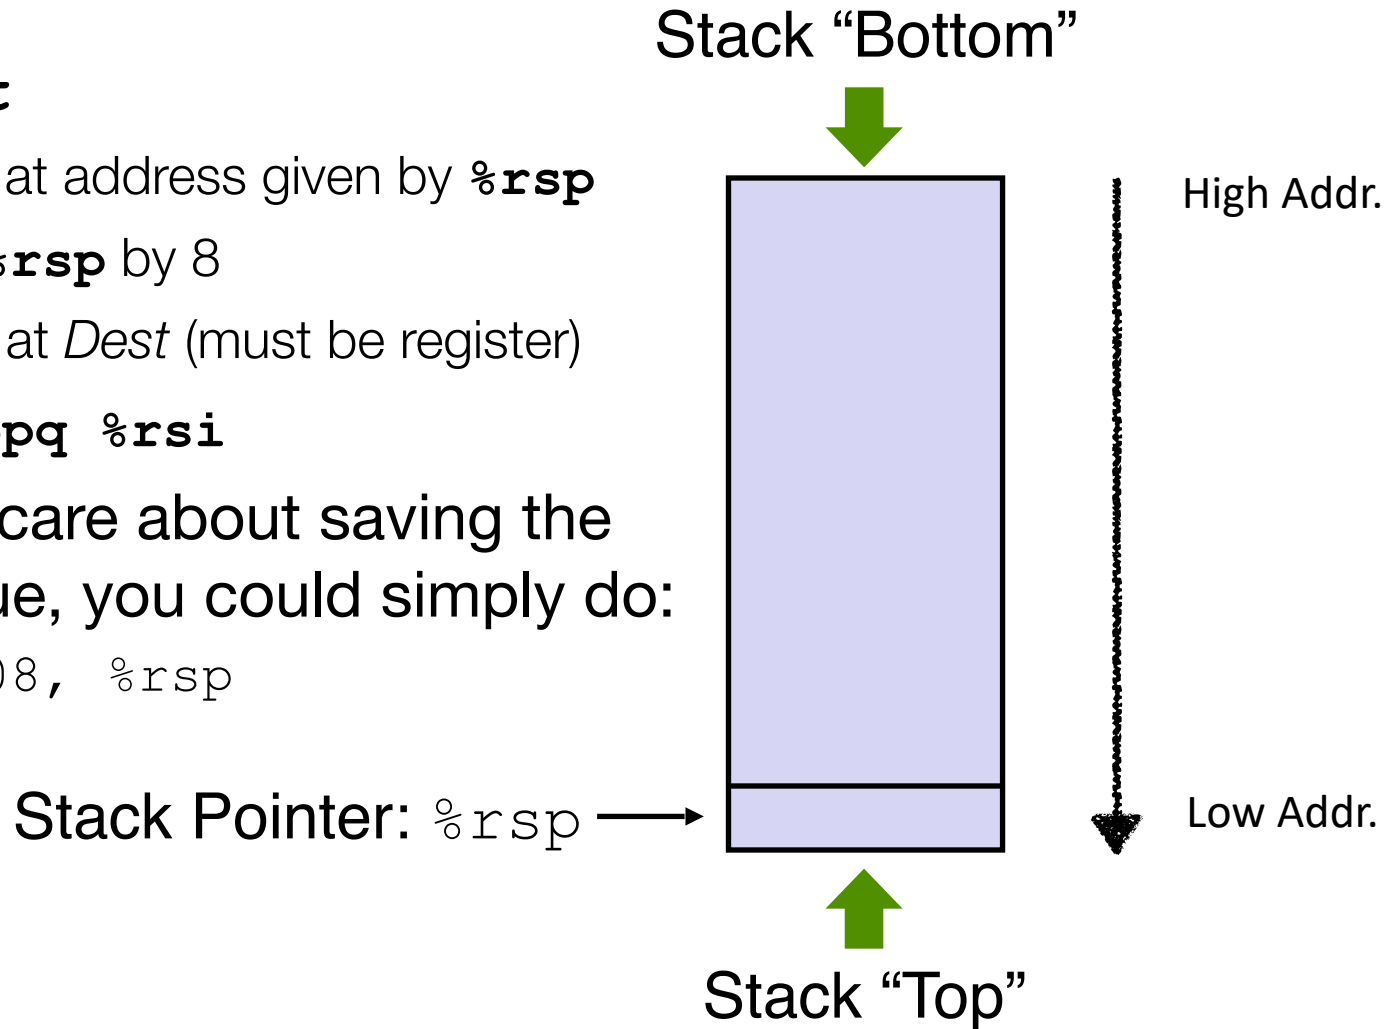 Stack “Bottom”
t
at address given by %rsp
High Addr.
%rsp by 8
at Dest (must be register)
pq %rsi
care about saving the
ue, you could simply do:
08, %rsp
Stack Pointer: %rsp
Low Addr.
Stack “Top”